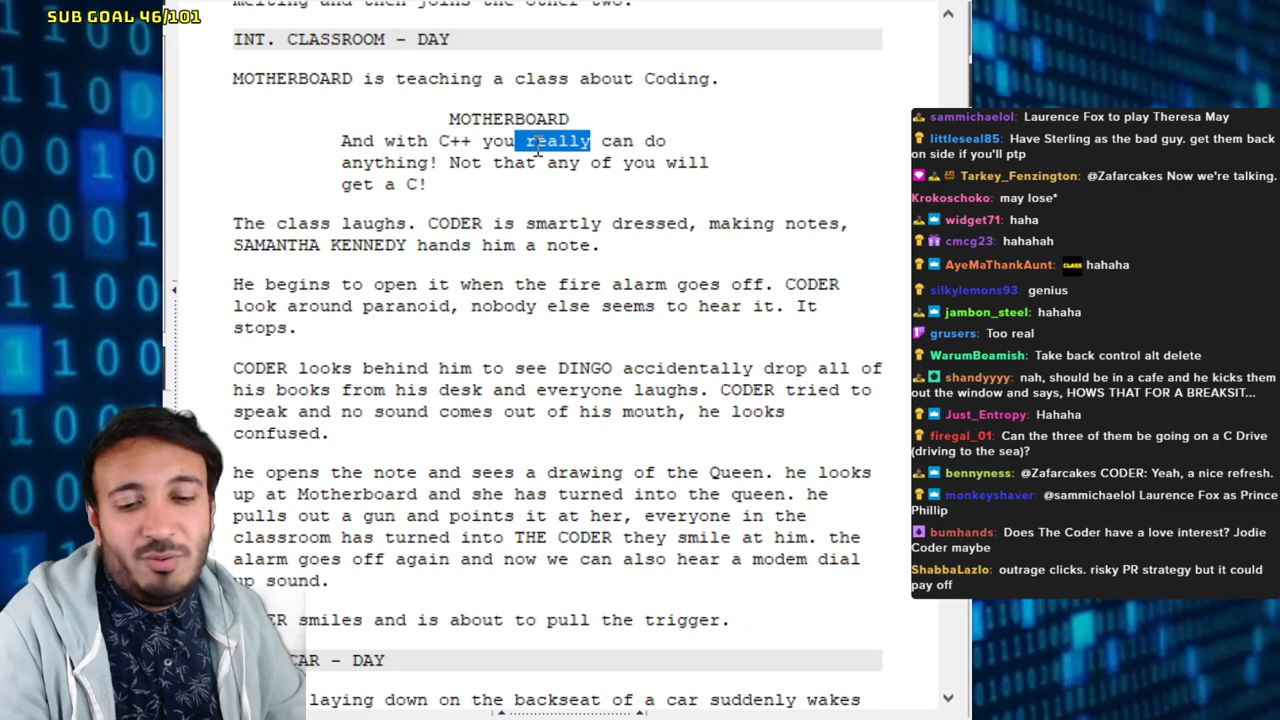 SUB GOAL 46/101
melting and then joins the other two.
INT. CLASSROOM - DAY
MOTHERBOARD is teaching a class about Coding.
MOTHERBOARD
And with C++ you really can do
anything! Not that any of you will
get a C!
The class laughs. CODER is smartly dressed, making notes,
SAMANTHA KENNEDY hands him a note.
He begins to open it when the fire alarm goes off. CODER
look around paranoid, nobody else seems to hear it. It
stops.
CODER looks behind him to see DINGO accidentally drop all of
his books from his desk and everyone laughs. CODER tried to
speak and no sound comes out of his mouth, he looks
confused.
he opens the note and sees a drawing of the Queen. he looks
up at Motherboard and she has turned into the queen. he
pulls out a gun and points it at her, everyone in the
classroom has turned into THE CODER they smile at him. the
alarm goes off again and now we can also hear a modem dial
up sound.
ER smiles and is about to pull the trigger.
CAR - DAY
laying down on the backseat of a car suddenly wakes
sammichaelol: Laurence Fox to play Theresa May
littleseal85: Have Sterling as the bad guy. get them back
on side if you'll ptp
Tarkey_Fenzington: @Zafarcakes Now we're talking.
Krokoschoko: may lose*
widget71: haha
cmcg23: hahahah
AyeMaThankAunt: CLASS hahaha
silkylemons93: genius
jambon_steel: hahaha
grusers: Too real
WarumBeamish: Take back control alt delete
shandyyyy: nah, should be in a cafe and he kicks them
out the window and says, HOWS THAT FOR A BREAKSIT...
Just_Entropy: Hahaha
firegal_01: Can the three of them be going on a C Drive
(driving to the sea)?
bennyness: @Zafarcakes CODER: Yeah, a nice refresh.
monkeyshaver: @sammichaelol Laurence Fox as Prince
Phillip
bumhands: Does The Coder have a love interest? Jodie
Coder maybe
ShabbaLazlo: outrage clicks. risky PR strategy but it could
pay off